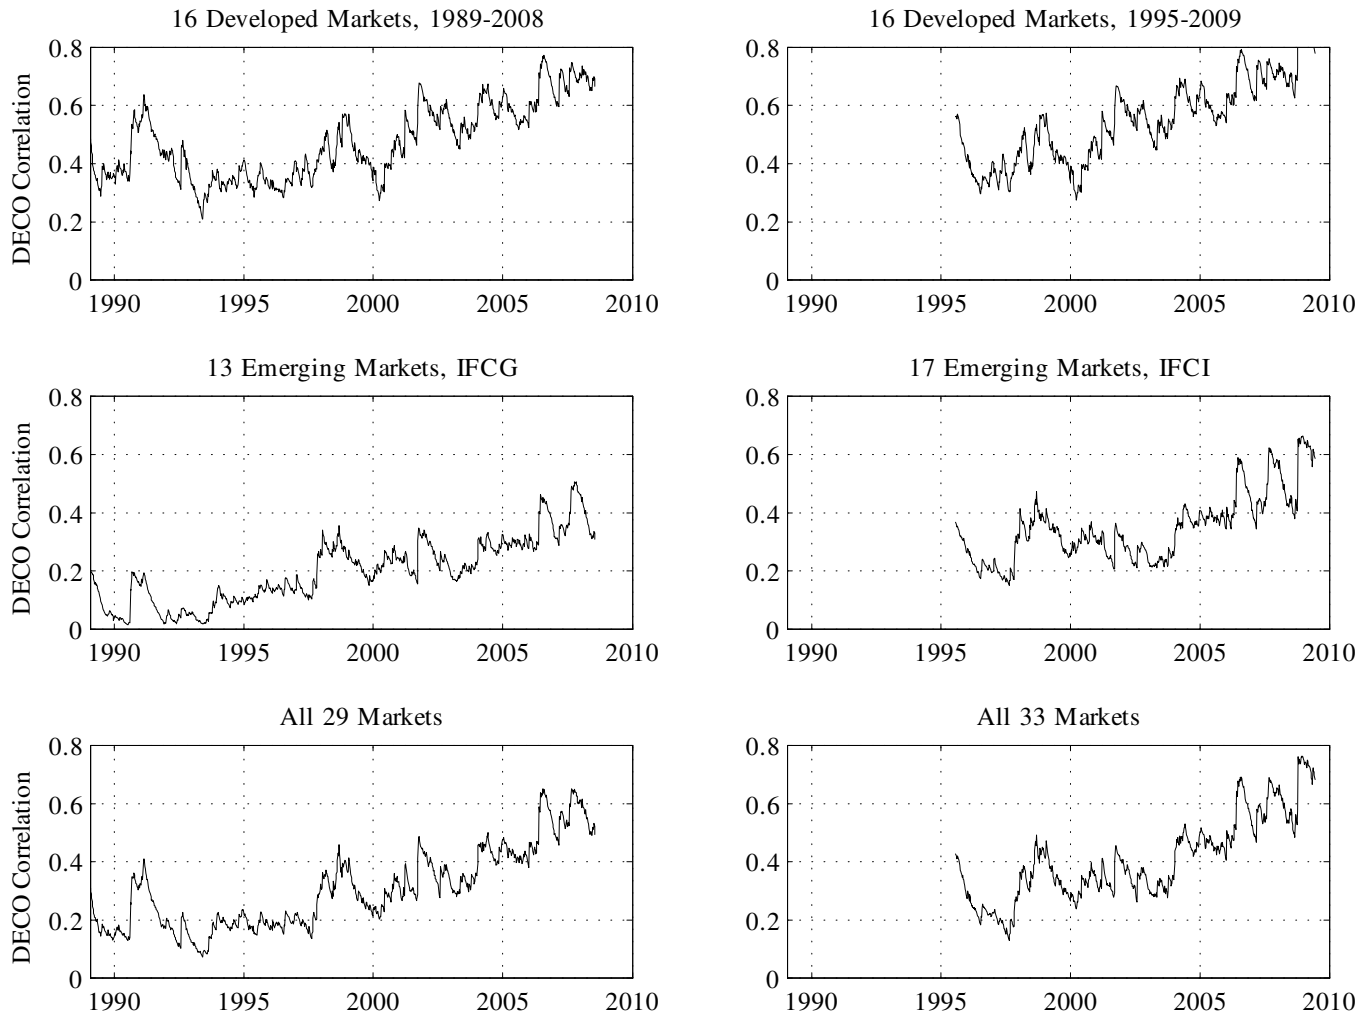 16 Developed Markets, 1989-2008
DECO Correlation
0.8
0.6
0.4
0.2
0
1990 1995 2000 2005 2010
16 Developed Markets, 1995-2009
0.8
0.6
0.4
0.2
0
1990 1995 2000 2005 2010
13 Emerging Markets, IFCG
DECO Correlation
0.8
0.6
0.4
0.2
0
1990 1995 2000 2005 2010
17 Emerging Markets, IFCI
0.8
0.6
0.4
0.2
0
1990 1995 2000 2005 2010
All 29 Markets
DECO Correlation
0.8
0.6
0.4
0.2
0
1990 1995 2000 2005 2010
All 33 Markets
0.8
0.6
0.4
0.2
0
1990 1995 2000 2005 2010